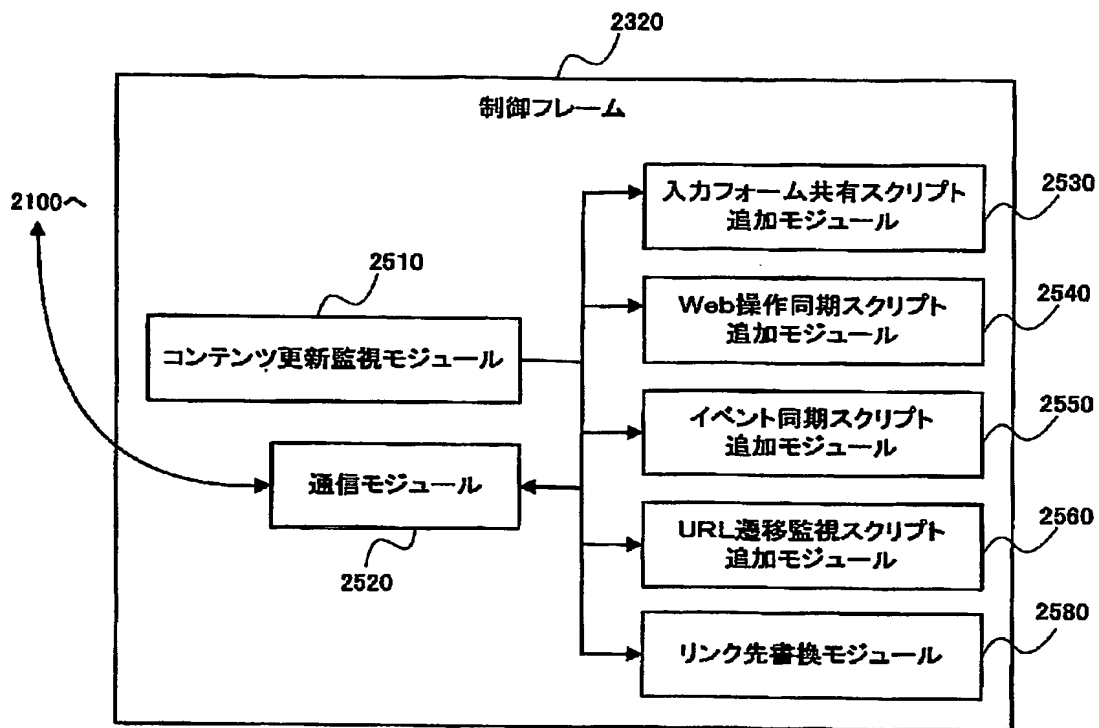 2320
制御フレーム
2100へ
2510
コンテンツ更新監視モジュール
通信モジュール
2520
入力フォーム共有スクリプト
追加モジュール
2530
Web操作同期スクリプト
追加モジュール
2540
イベント同期スクリプト
追加モジュール
2550
URL遷移監視スクリプト
追加モジュール
2560
リンク先書換モジュール
2580